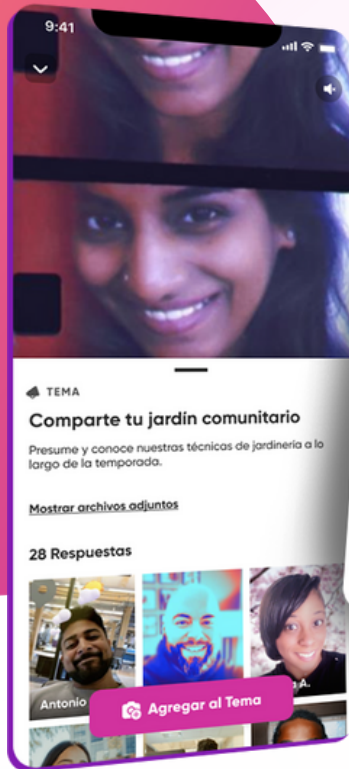 9:41
TEMA
Comparte tu jardín comunitario
Presume y conoce nuestras técnicas de jardinería a lo
largo de la temporada.
Mostrar archivos adjuntos
28 Respuestas
Antonio
A.
Agregar al Tema